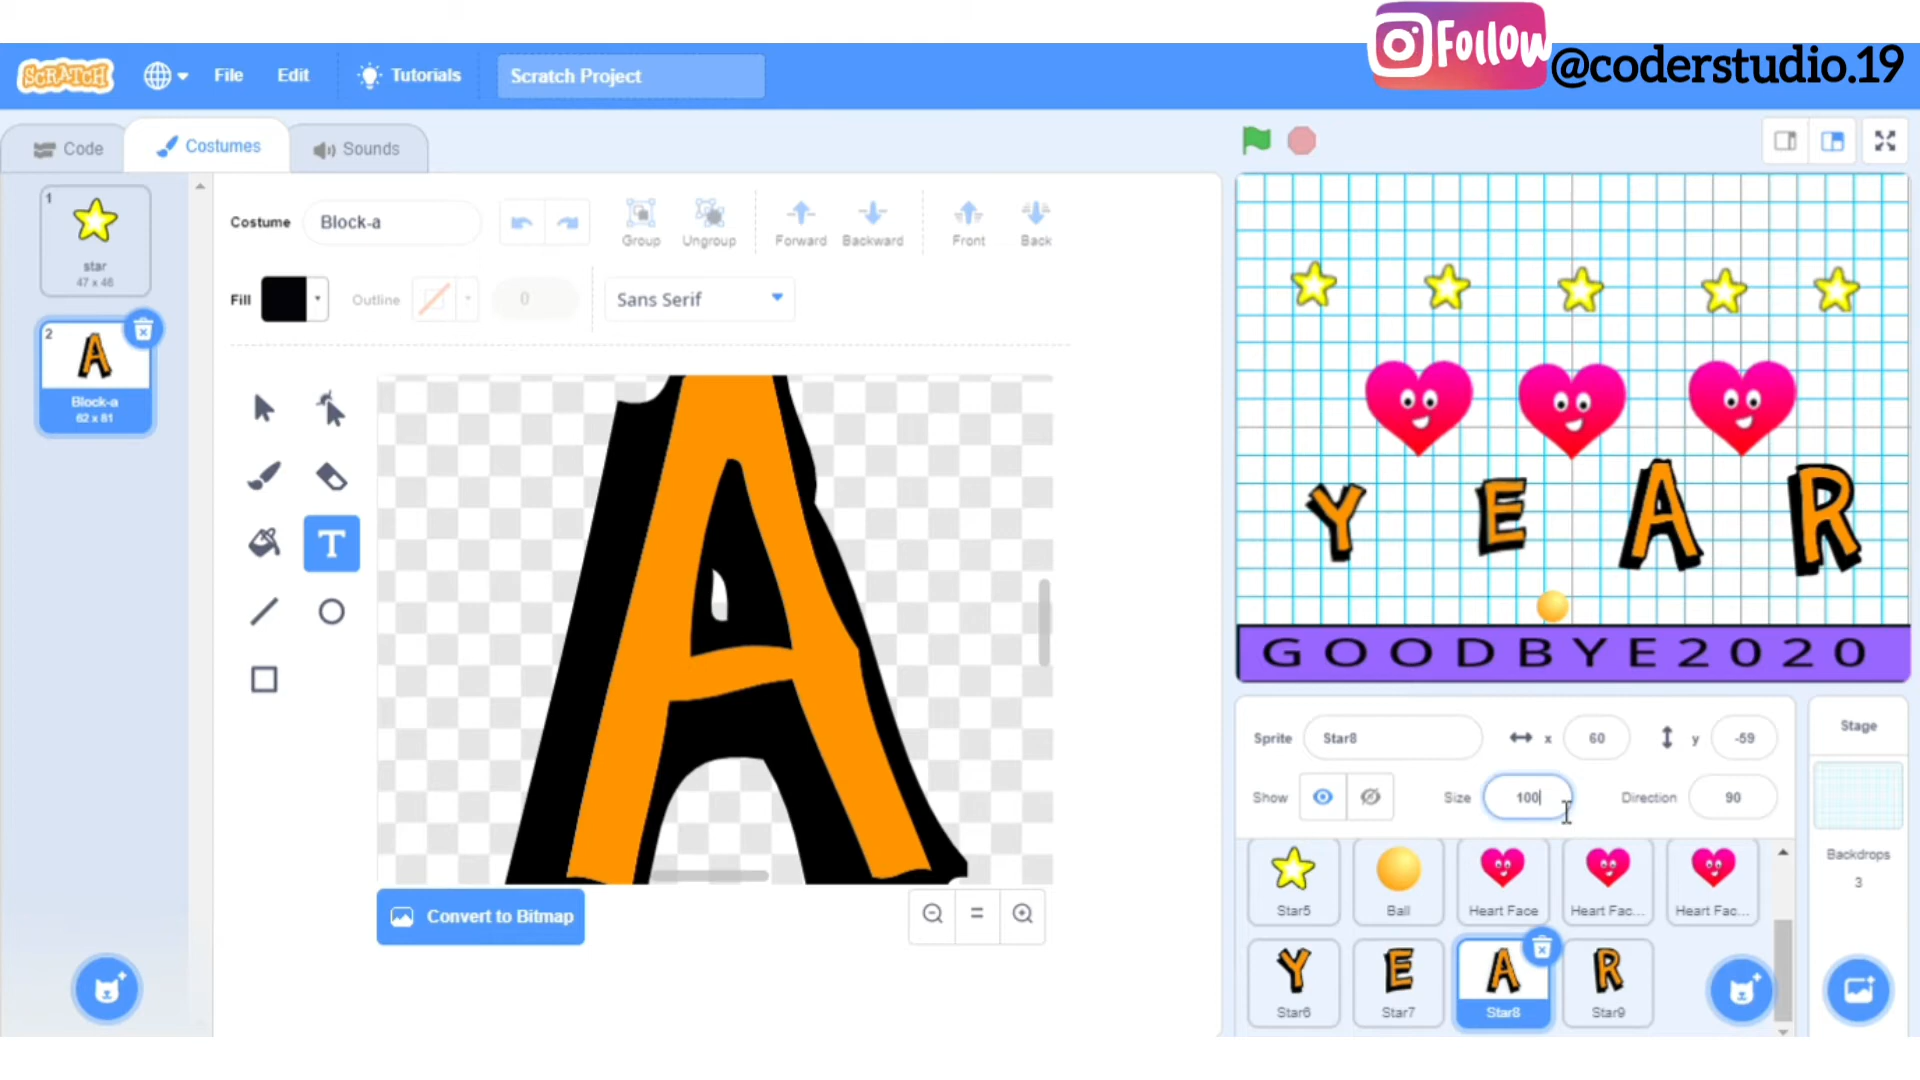 Follow
@coderstudio.19
SCRATCH
File
Edit
Tutorials
Scratch Project
Code
Costumes
Sounds
1
star
47 x 46
2
A
Block-a
62 x 81
Costume
Block-a
Group
Ungroup
Forward
Backward
Front
Back
Fill
Outline
0
Sans Serif
T
A
Convert to Bitmap
Y E A R
G O O D B Y E 2 0 2 0
Sprite
Star8
x
60
y
-59
Show
Size
100
Direction
90
Star5
Ball
Heart Face
Heart Fac...
Heart Fac...
Y
E
A
R
Star6
Star7
Star8
Star9
Stage
Backdrops
3